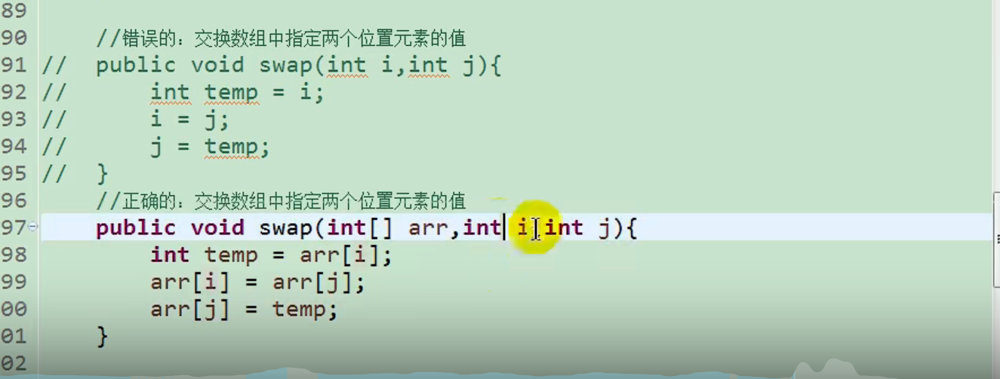 89
90 //错误的：交换数组中指定两个位置元素的值
91 // public void swap(int i,int j){
92 // int temp = i;
93 // i = j;
94 // j = temp;
95 // }
96 //正确的：交换数组中指定两个位置元素的值
97 public void swap(int[] arr,int i,int j){
98 int temp = arr[i];
99 arr[i] = arr[j];
00 arr[j] = temp;
01 }
02